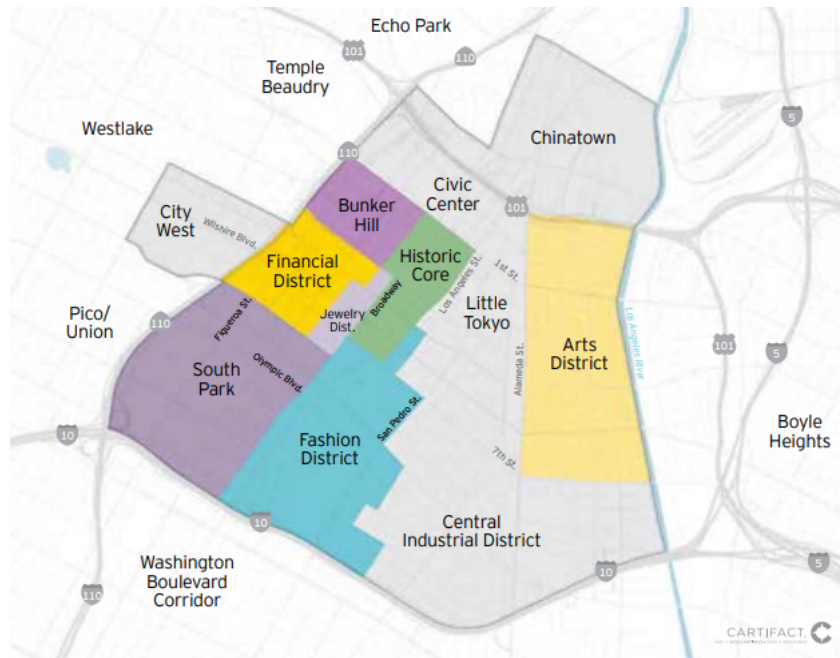 Echo Park
101
110
Temple
Beaudry
Westlake
5
Chinatown
110
Civic
Center
101
Bunker
Hill
City
West
Wilshire Blvd.
Historic
Core
Financial
District
1st St.
Los Angeles St.
Broadway
Little
Tokyo
Jewelry
Dist.
Figueroa St.
Pico/
Union
110
Los Angeles River
101
5
Arts
District
Alameda St.
South
Park
Olympic Blvd.
San Pedro St.
Boyle
Heights
10
Fashion
District
7th St.
10
Central
Industrial District
Washington
Boulevard
Corridor
110
10
5
CARTIFACT.